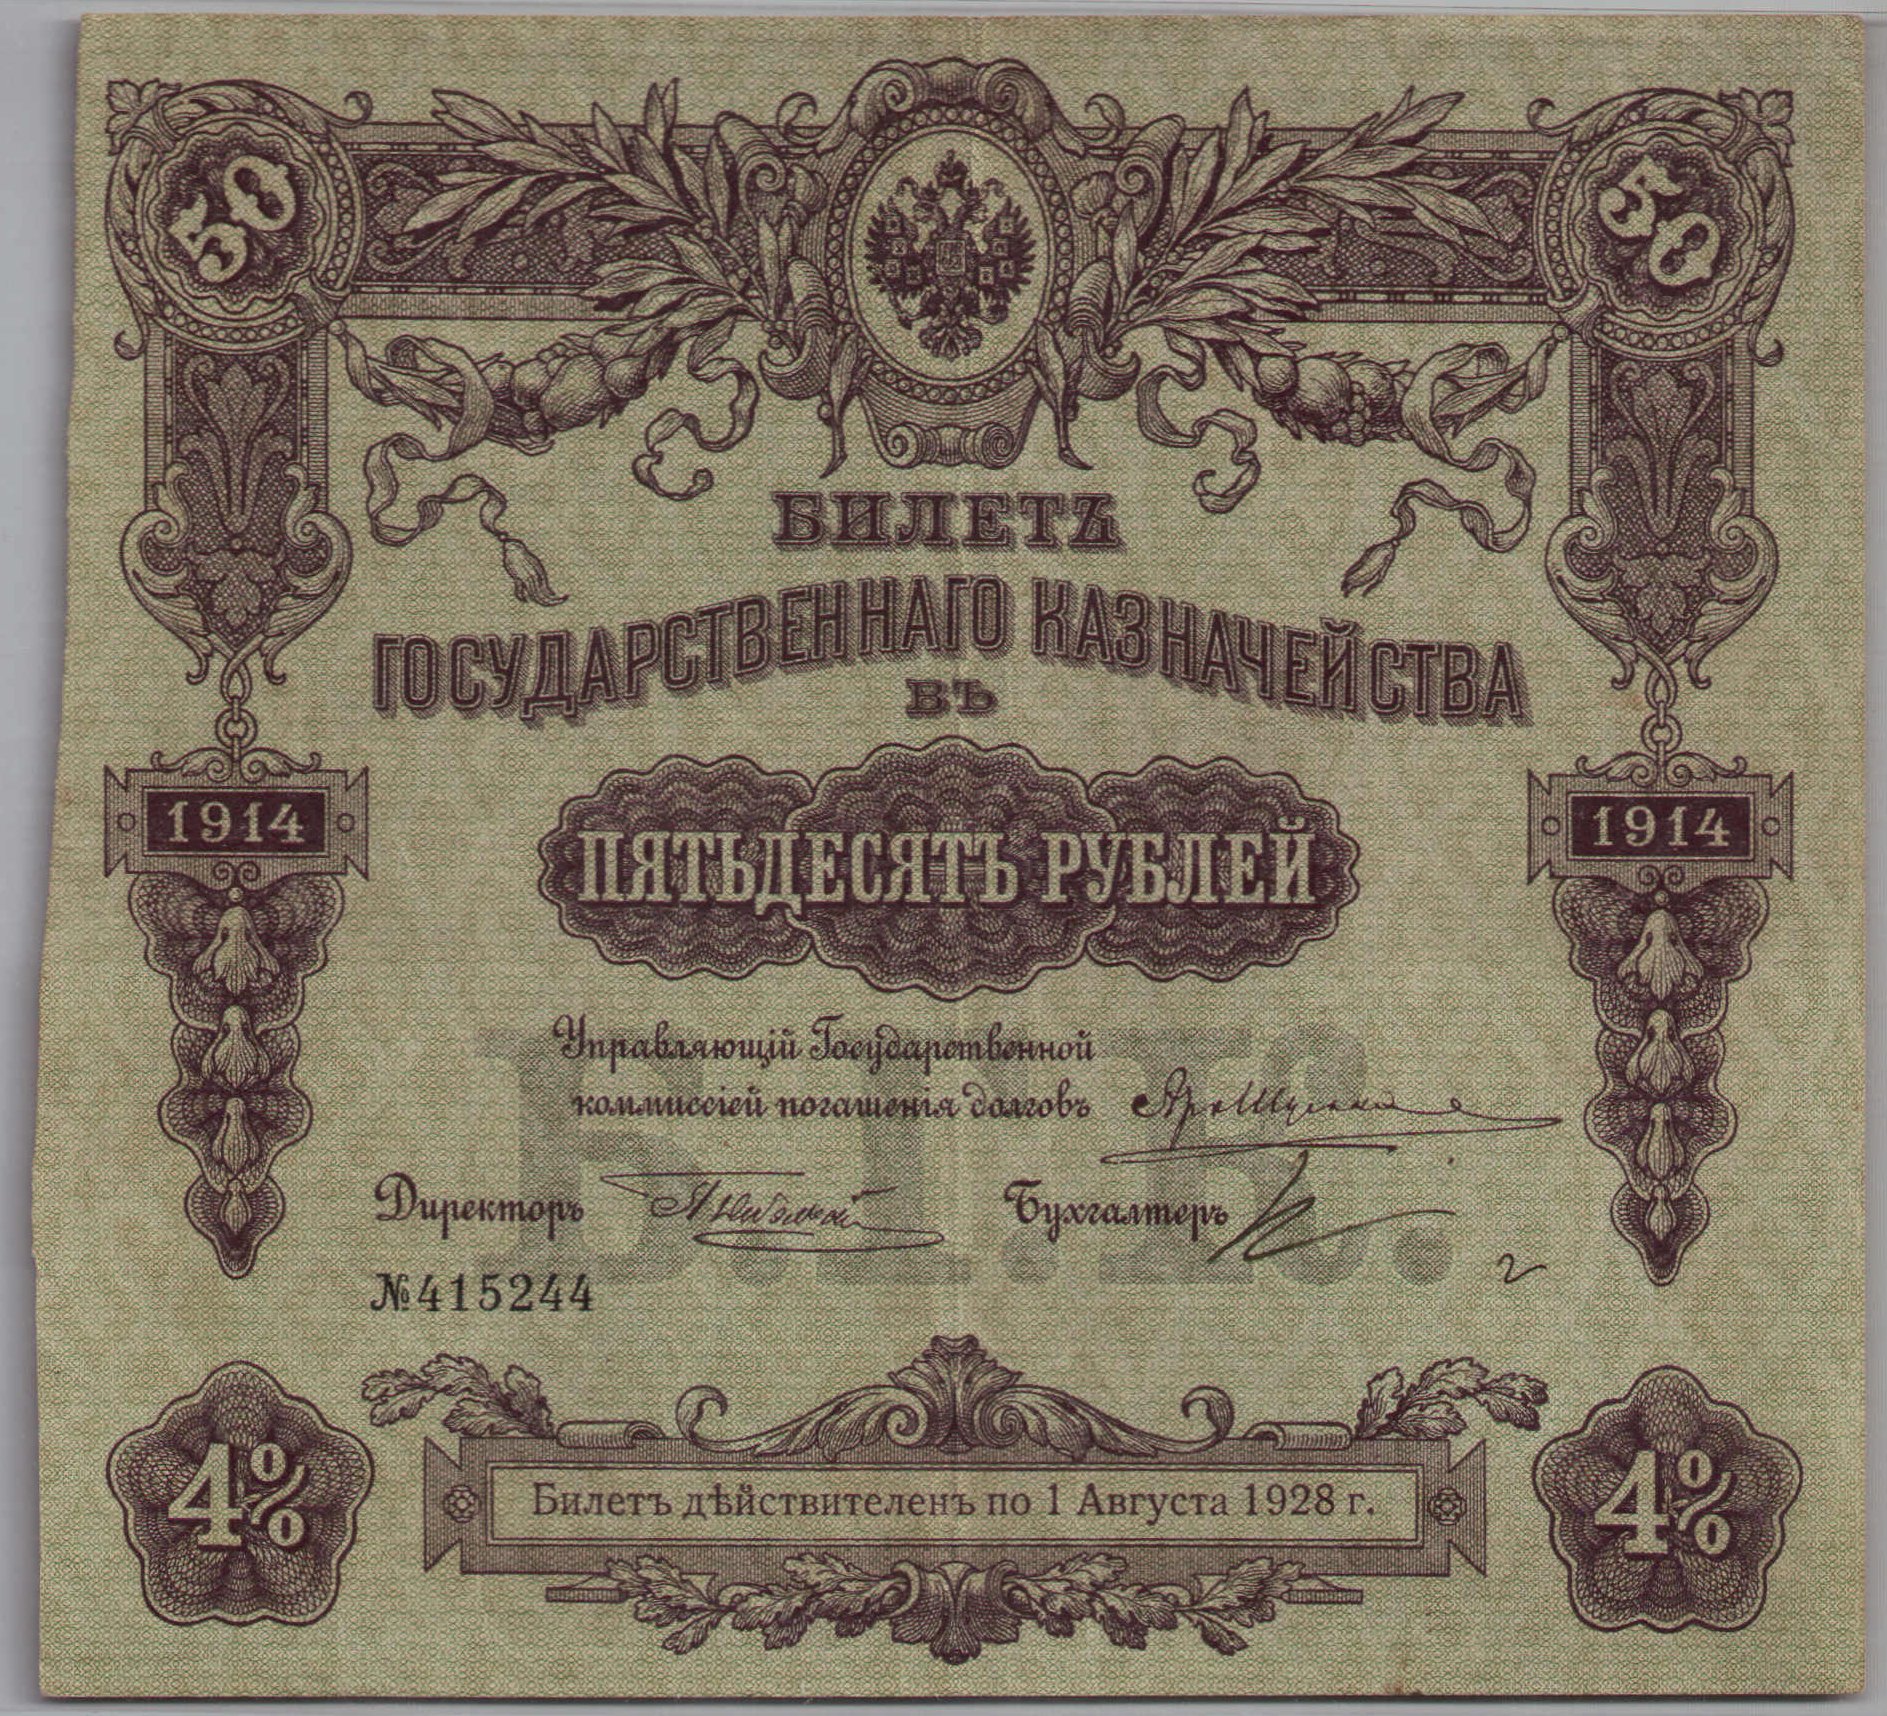 50 50
БИЛЕТЪ
ГОСУДАРСТВЕННАГО КАЗНАЧЕЙСТВА
ВЪ
1914 1914
ПЯТЬДЕСЯТЪ РУБЛЕЙ
Управляющій Государственной
коммиссіей погашенія долговъ
Б.Г.К.
Директоръ Бухгалтеръ
№415244
4% 4%
Билетъ дѣйствителенъ по 1 Августа 1928 г.